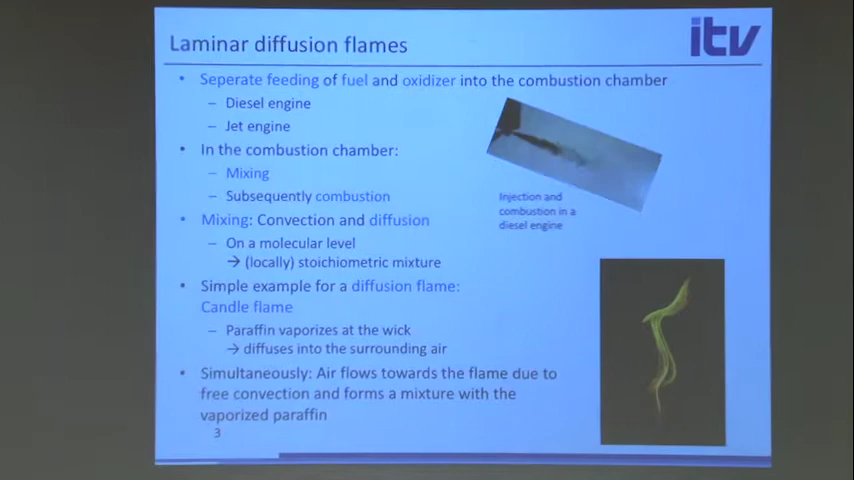 Laminar diffusion flames
itv
• Seperate feeding of fuel and oxidizer into the combustion chamber
– Diesel engine
– Jet engine
• In the combustion chamber:
– Mixing
– Subsequently combustion
• Mixing: Convection and diffusion
– On a molecular level
→ (locally) stoichiometric mixture
• Simple example for a diffusion flame:
Candle flame
– Paraffin vaporizes at the wick
→ diffuses into the surrounding air
• Simultaneously: Air flows towards the flame due to
free convection and forms a mixture with the
vaporized paraffin
Injection and
combustion in a
diesel engine
3